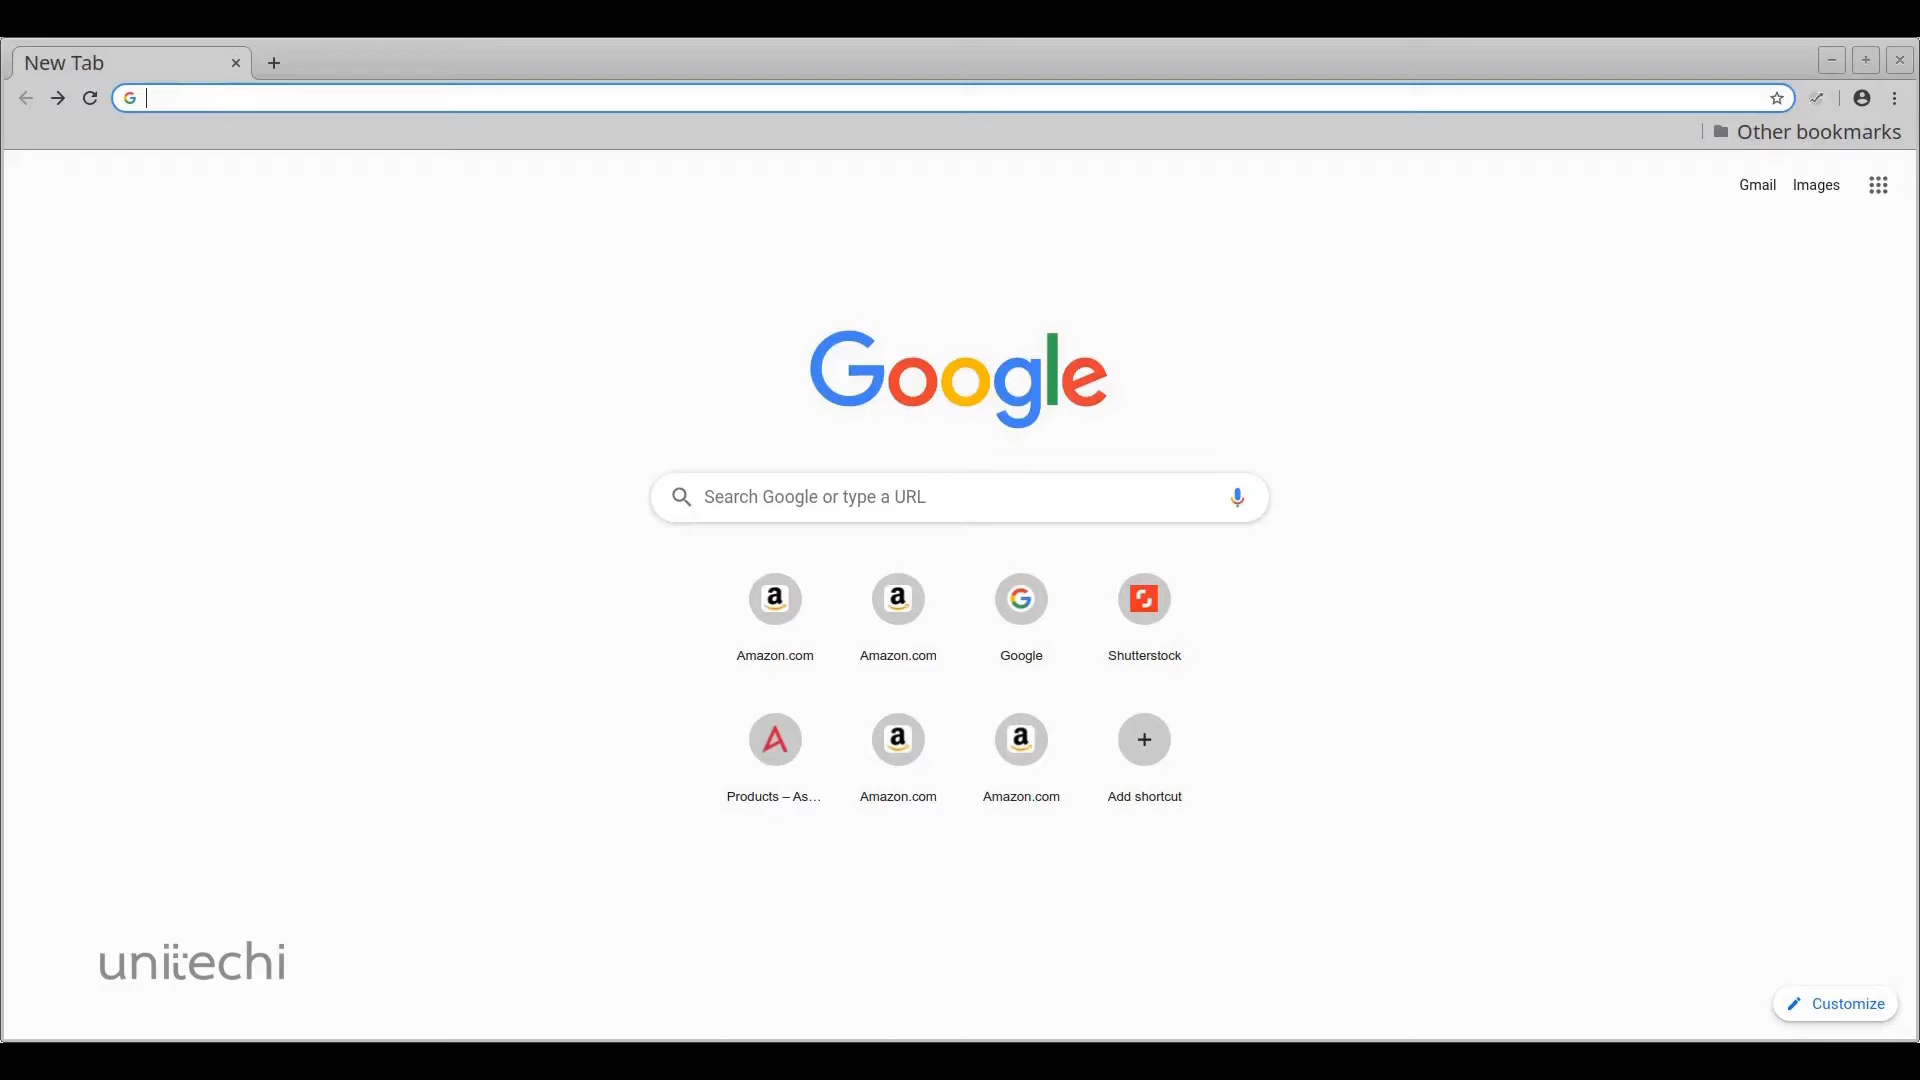 New Tab
Other bookmarks
Gmail Images
Google
Search Google or type a URL
Amazon.com Amazon.com Google Shutterstock
Products – As... Amazon.com Amazon.com Add shortcut
unitechi
Customize